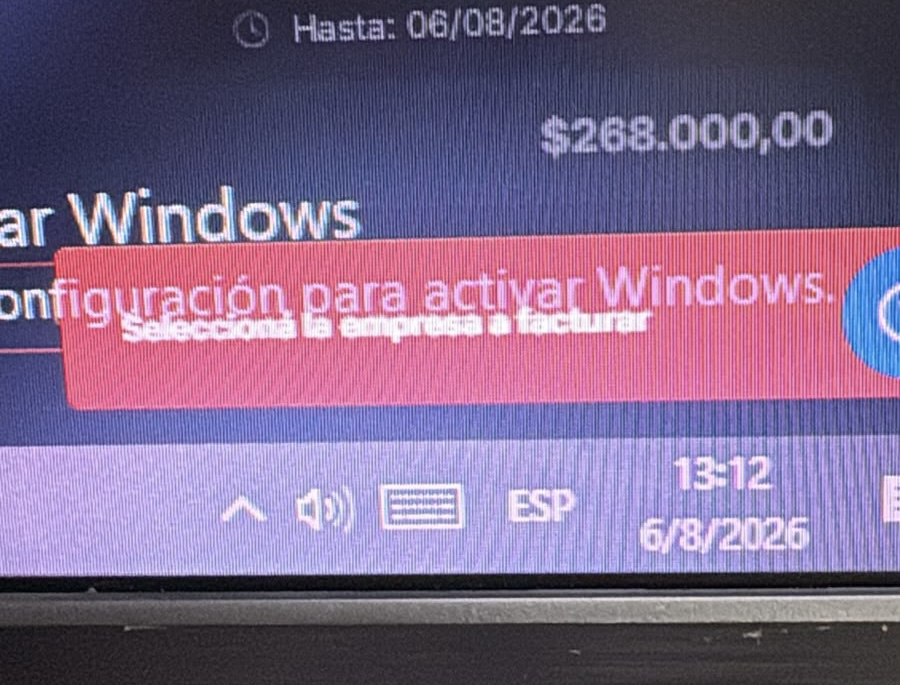 Hasta: 06/08/2026
$268.000,00
ar Windows
onfiguración para activar Windows.
Selecciona la empresa a facturar
ESP
13:12
6/8/2026